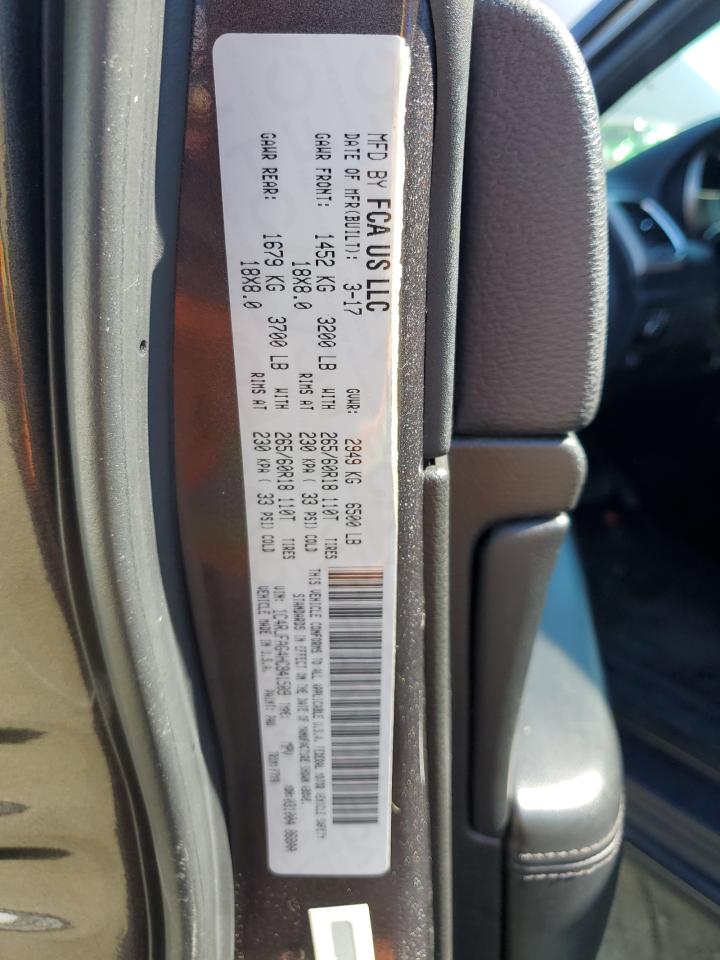 MFD BY FCA US LLC
DATE OF MFR(BUILT): 3-17 GVWR: 2949 KG 6500 LB
GAWR FRONT: 1452 KG 3200 LB WITH 265/60R18 110T TIRES
18X8.0 RIMS AT 230 KPA ( 33 PSI) COLD
GAWR REAR: 1679 KG 3700 LB WITH 265/60R18 110T TIRES
18X8.0 RIMS AT 230 KPA ( 33 PSI) COLD
THIS VEHICLE CONFORMS TO ALL APPLICABLE U.S.A. FEDERAL MOTOR VEHICLE SAFETY
STANDARDS IN EFFECT ON THE DATE OF MANUFACTURE SHOWN ABOVE.
VIN: TYPE: MPV
VEHICLE MADE IN U.S.A. PAINT: